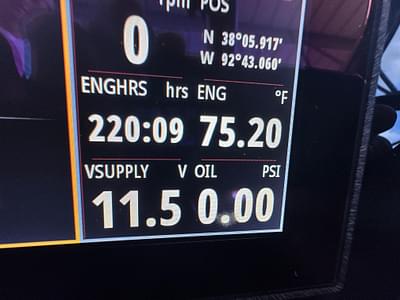 rpm POS
0 N 38°05.917'
W 92°43.060'
ENGHRS hrs ENG °F
220:09 75.20
VSUPPLY V OIL PSI
11.5 0.00